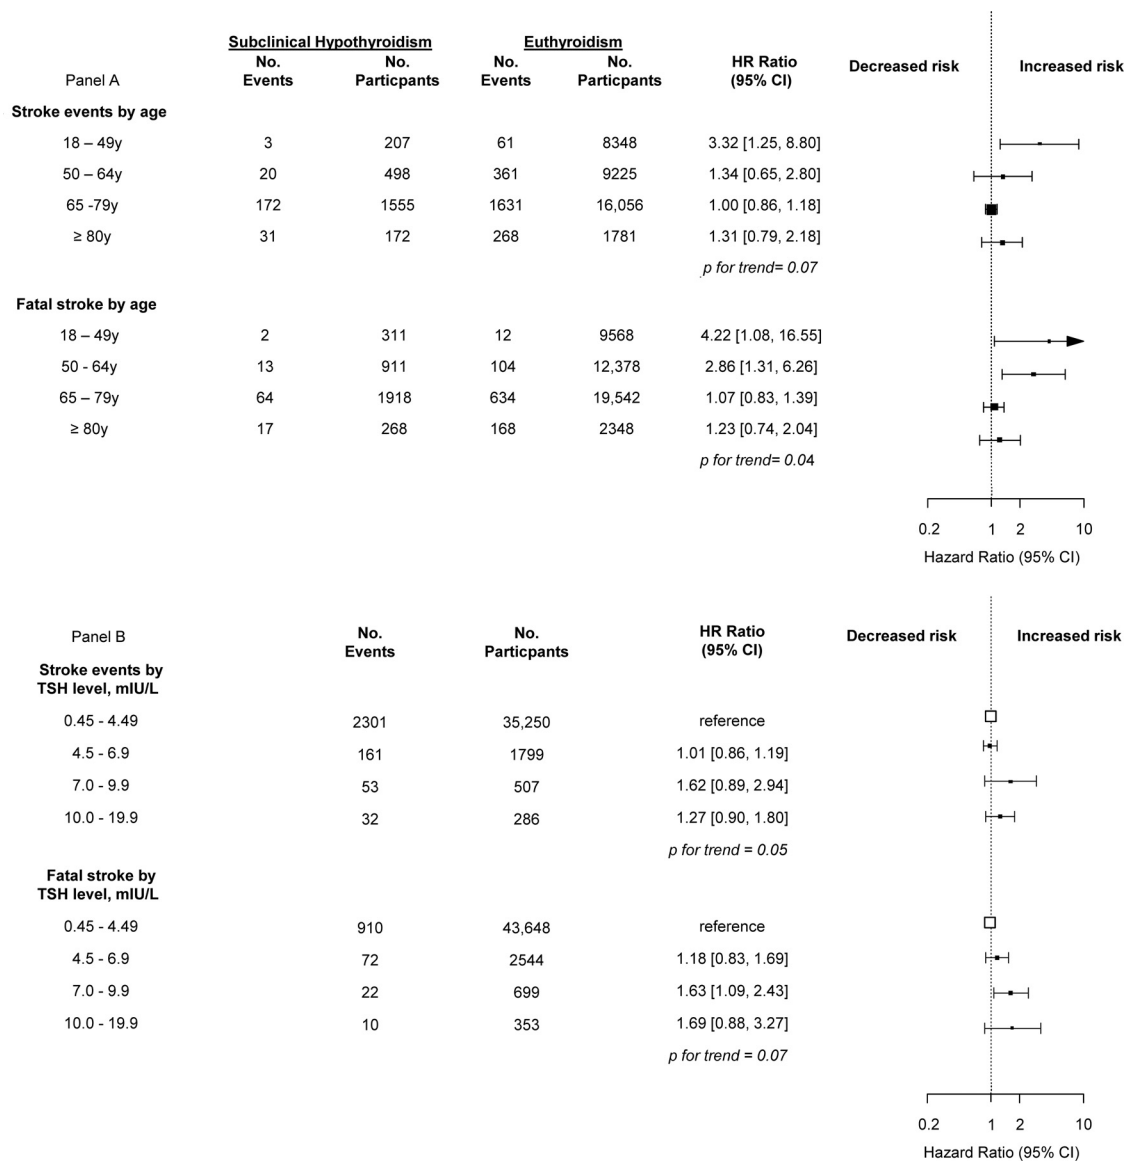 Subclinical Hypothyroidism Euthyroidism
No. No. No. No. HR Ratio Decreased risk Increased risk
Panel A Events Particpants Events Particpants (95% CI)
Stroke events by age
18 – 49y 3 207 61 8348 3.32 [1.25, 8.80]
50 – 64y 20 498 361 9225 1.34 [0.65, 2.80]
65 -79y 172 1555 1631 16,056 1.00 [0.86, 1.18]
≥ 80y 31 172 268 1781 1.31 [0.79, 2.18]
p for trend= 0.07
Fatal stroke by age
18 – 49y 2 311 12 9568 4.22 [1.08, 16.55]
50 - 64y 13 911 104 12,378 2.86 [1.31, 6.26]
65 – 79y 64 1918 634 19,542 1.07 [0.83, 1.39]
≥ 80y 17 268 168 2348 1.23 [0.74, 2.04]
p for trend= 0.04
0.2 1 2 10
Hazard Ratio (95% CI)
Panel B No. No. HR Ratio Decreased risk Increased risk
Events Particpants (95% CI)
Stroke events by
TSH level, mIU/L
0.45 - 4.49 2301 35,250 reference
4.5 - 6.9 161 1799 1.01 [0.86, 1.19]
7.0 - 9.9 53 507 1.62 [0.89, 2.94]
10.0 - 19.9 32 286 1.27 [0.90, 1.80]
p for trend = 0.05
Fatal stroke by
TSH level, mIU/L
0.45 - 4.49 910 43,648 reference
4.5 - 6.9 72 2544 1.18 [0.83, 1.69]
7.0 - 9.9 22 699 1.63 [1.09, 2.43]
10.0 - 19.9 10 353 1.69 [0.88, 3.27]
p for trend = 0.07
0.2 1 2 10
Hazard Ratio (95% CI)